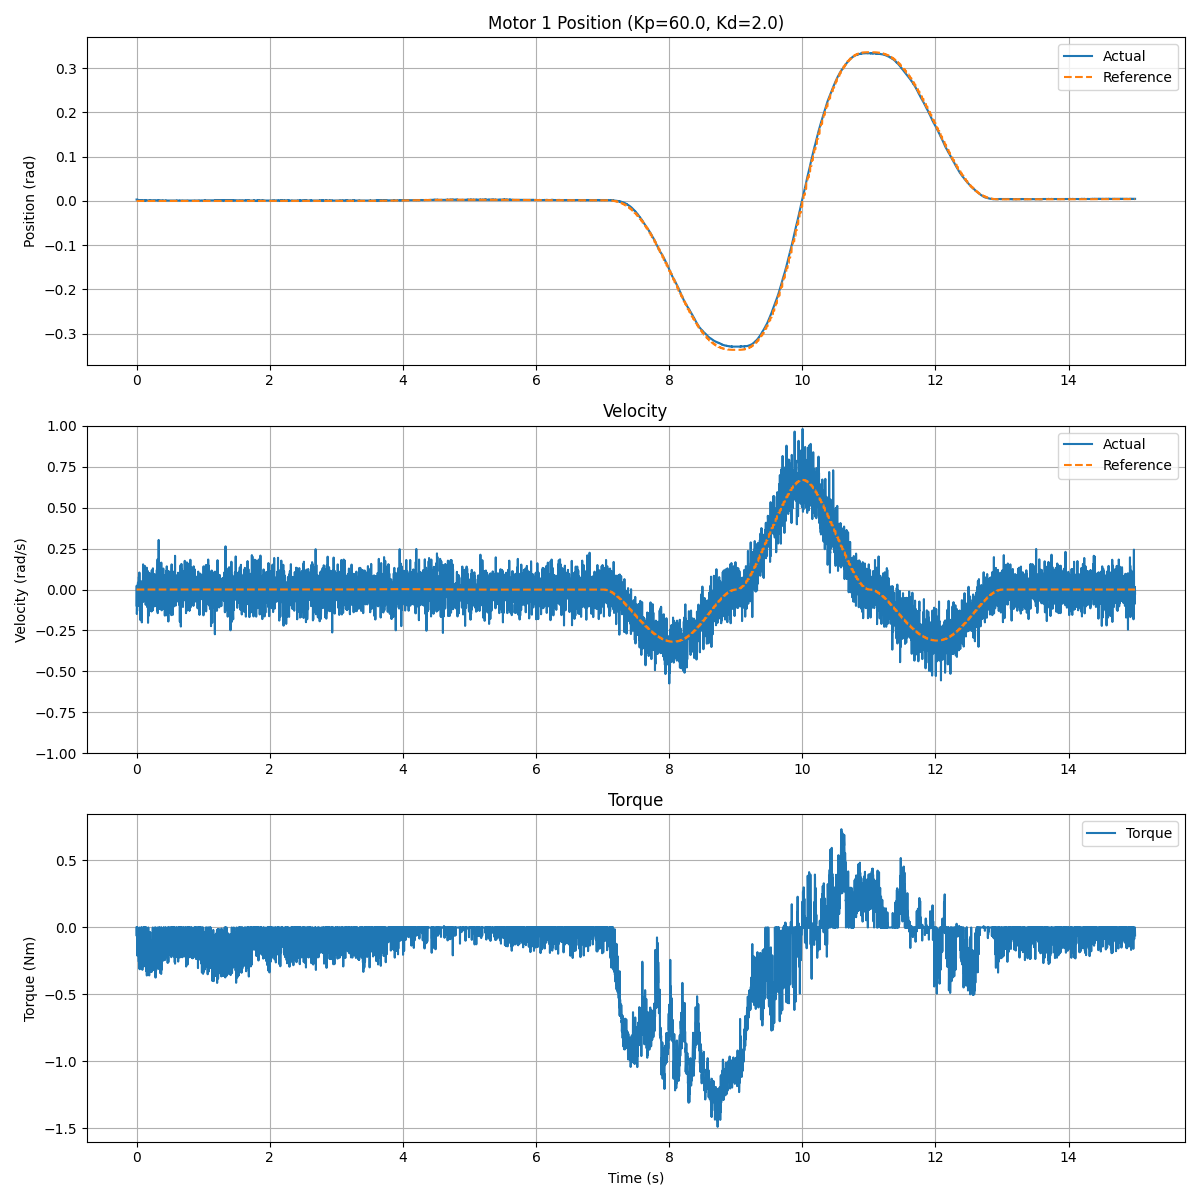 Motor 1 Position (Kp=60.0, Kd=2.0)
Position (rad)
0.3
0.2
0.1
0.0
−0.1
−0.2
−0.3
Actual
Reference
0 2 4 6 8 10 12 14
Velocity
Velocity (rad/s)
1.00
0.75
0.50
0.25
0.00
−0.25
−0.50
−0.75
−1.00
Actual
Reference
0 2 4 6 8 10 12 14
Torque
Torque (Nm)
0.5
0.0
−0.5
−1.0
−1.5
Torque
0 2 4 6 8 10 12 14
Time (s)